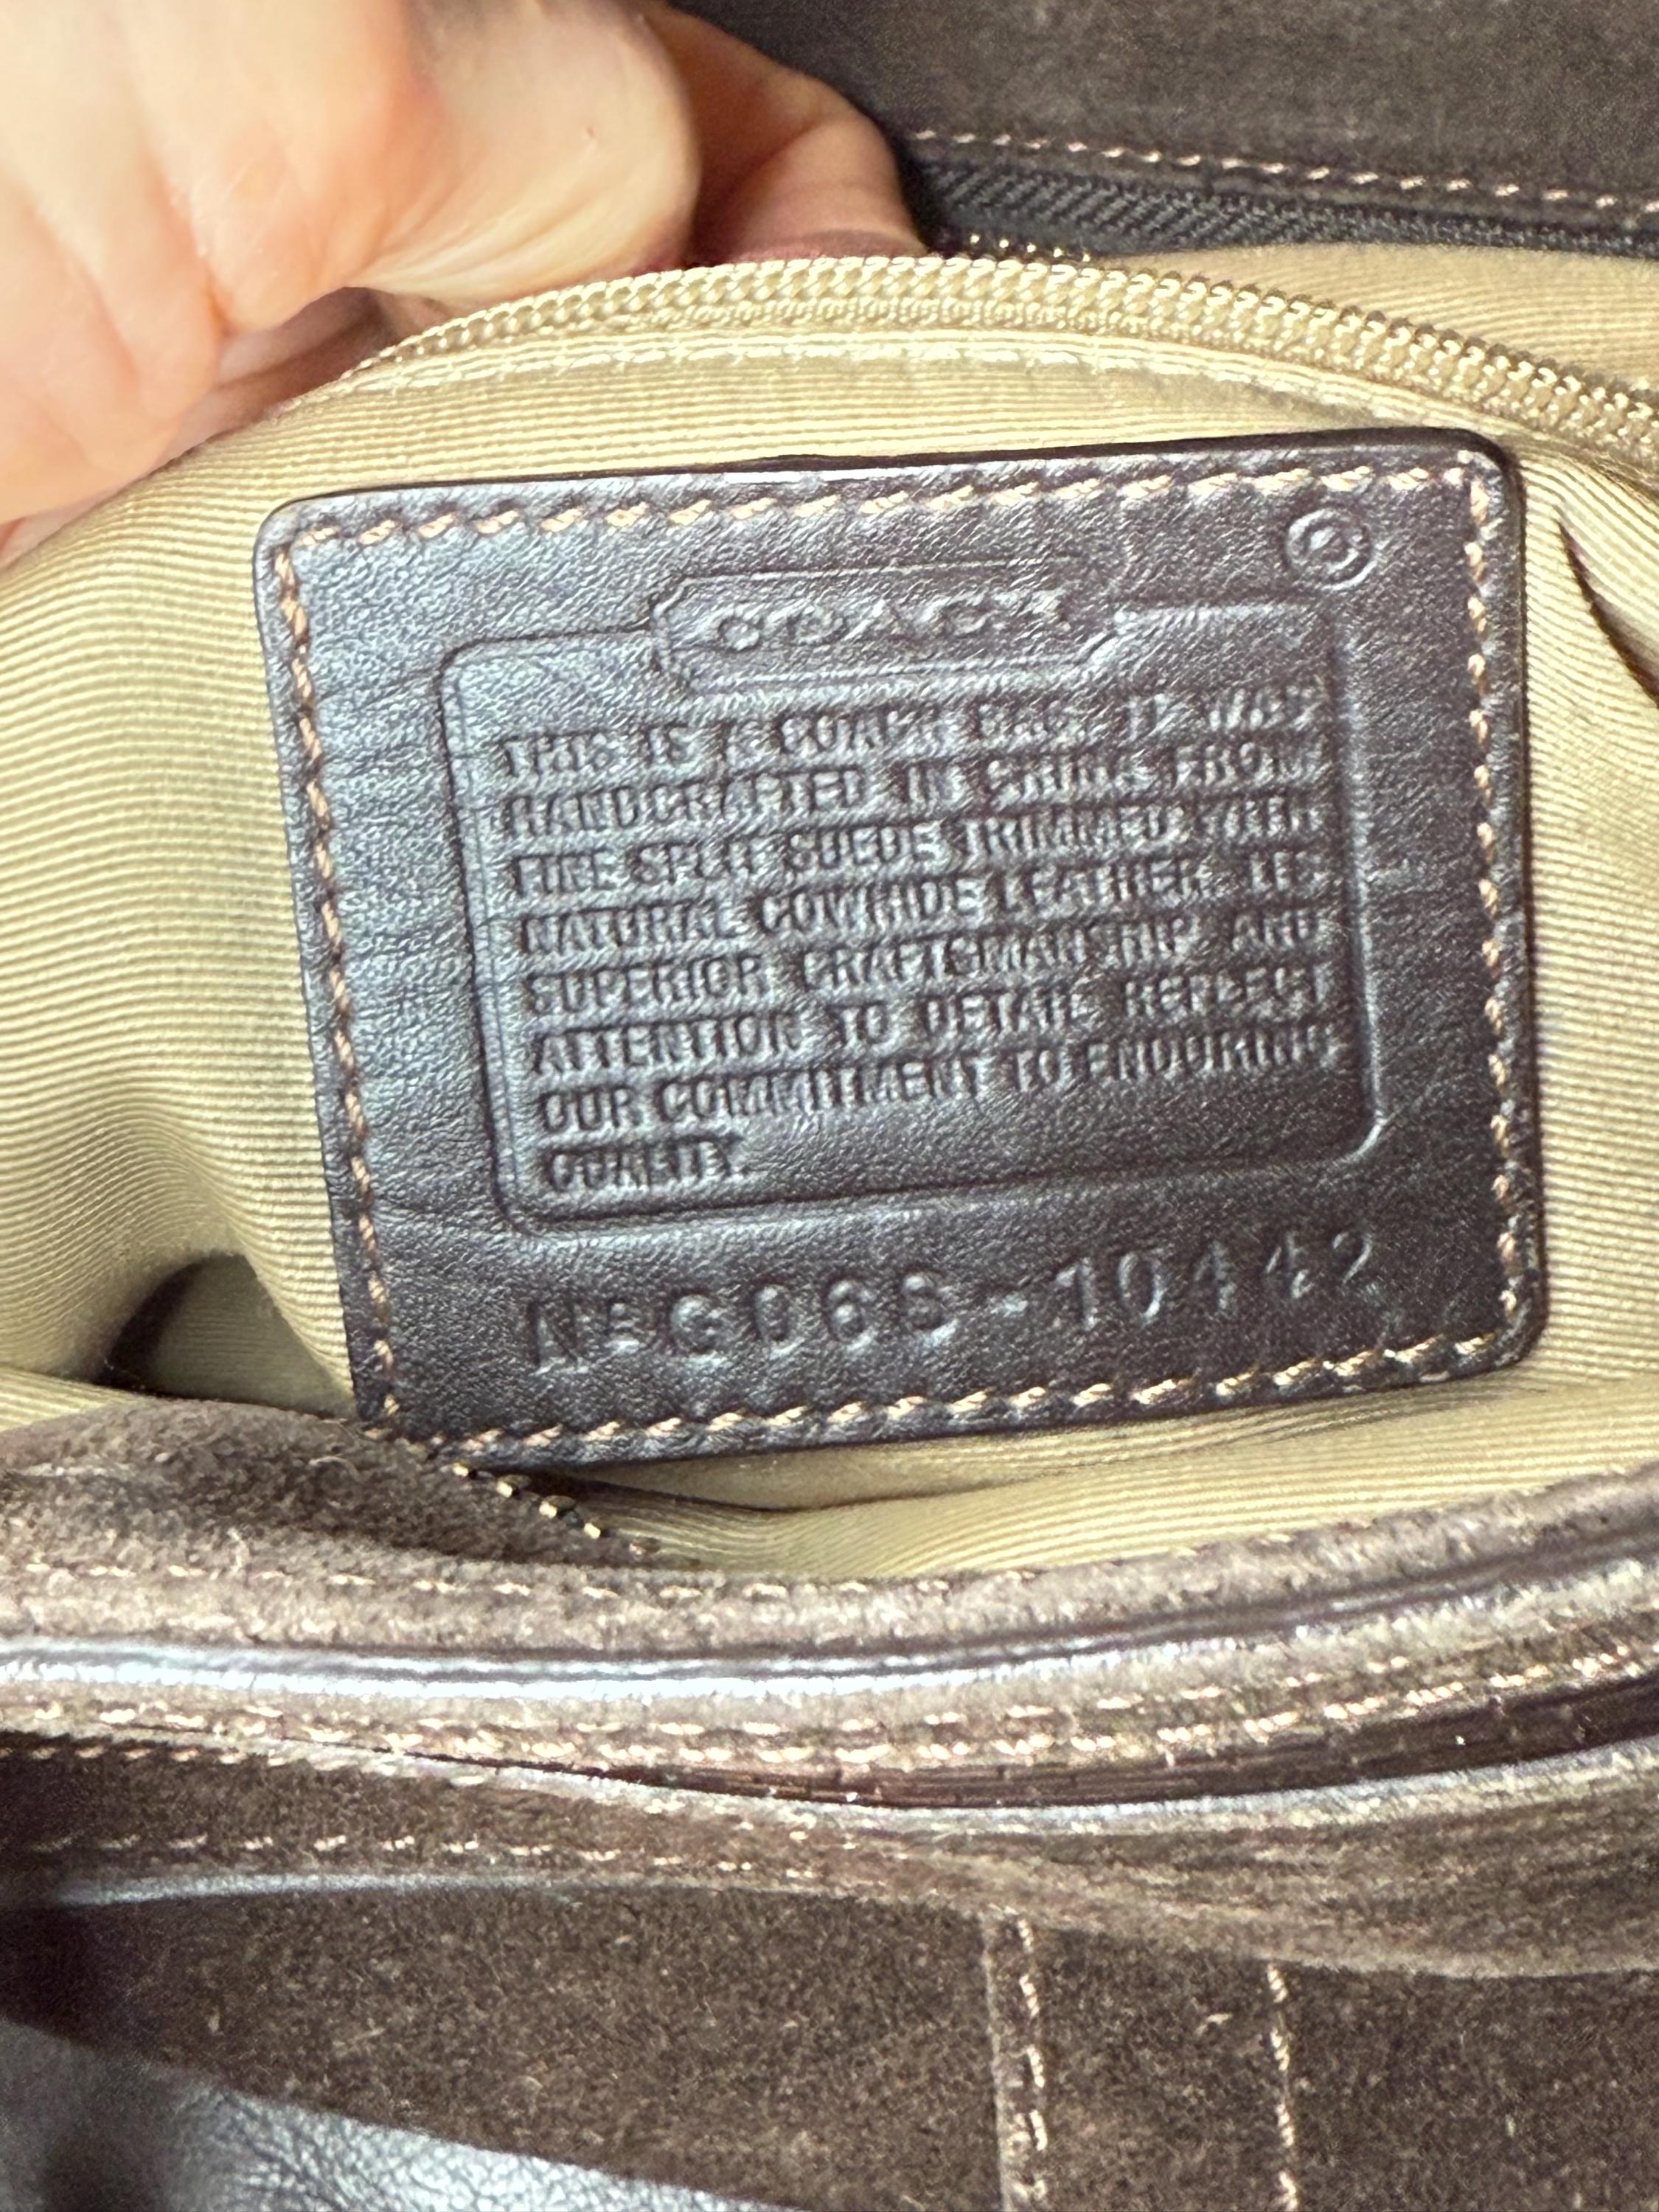 ©
COACH
THIS IS A COACH BAG. IT WAS
HANDCRAFTED IN CHINA FROM
FINE SPLIT SUEDE TRIMMED WITH
NATURAL COWHIDE LEATHER. ITS
SUPERIOR CRAFTSMANSHIP AND
ATTENTION TO DETAIL REFLECT
OUR COMMITMENT TO ENDURING
QUALITY.